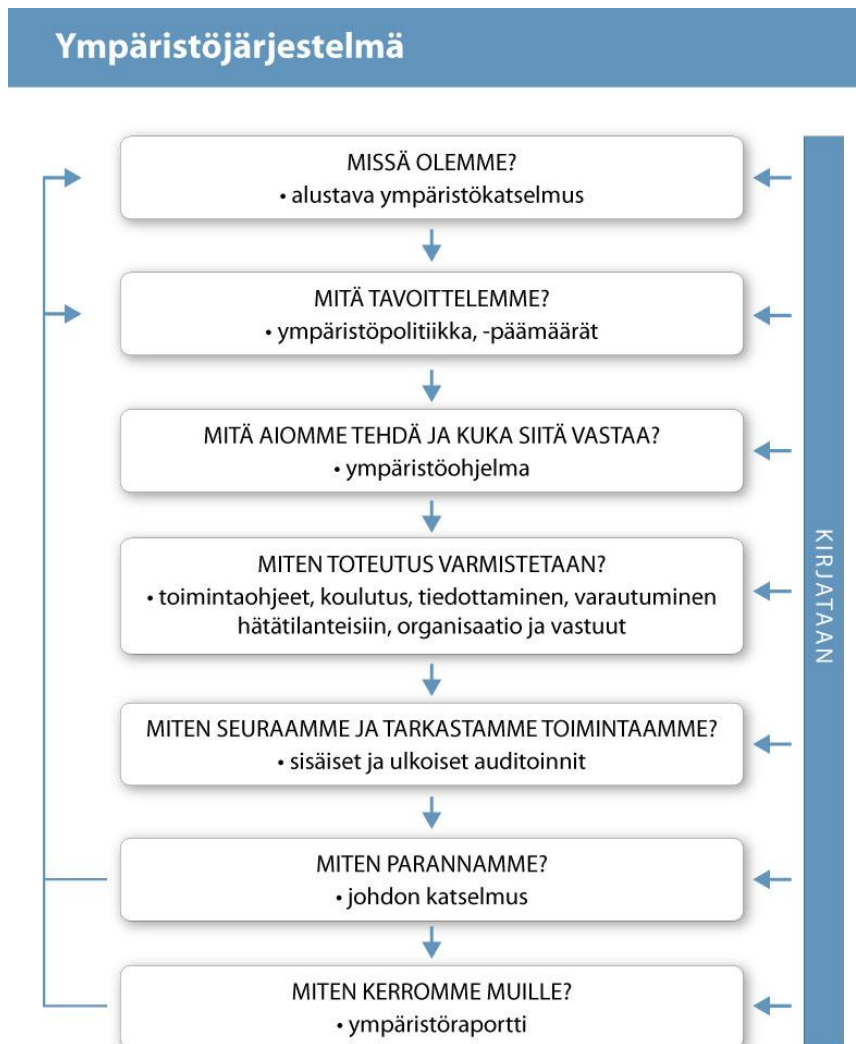 Ympäristöjärjestelmä
MISSÄ OLEMME?
• alustava ympäristökatselmus
MITÄ TAVOITTELEMME?
• ympäristöpolitiikka, -päämäärät
MITÄ AIOMME TEHDÄ JA KUKA SIITÄ VASTAA?
• ympäristöohjelma
MITEN TOTEUTUS VARMISTETAAN?
• toimintaohjeet, koulutus, tiedottaminen, varautuminen
hätätilanteisiin, organisaatio ja vastuut
MITEN SEURAAMME JA TARKASTAMME TOIMINTAAMME?
• sisäiset ja ulkoiset auditoinnit
MITEN PARANNAMME?
• johdon katselmus
MITEN KERROMME MUILLE?
• ympäristöraportti
KIRJATAAN